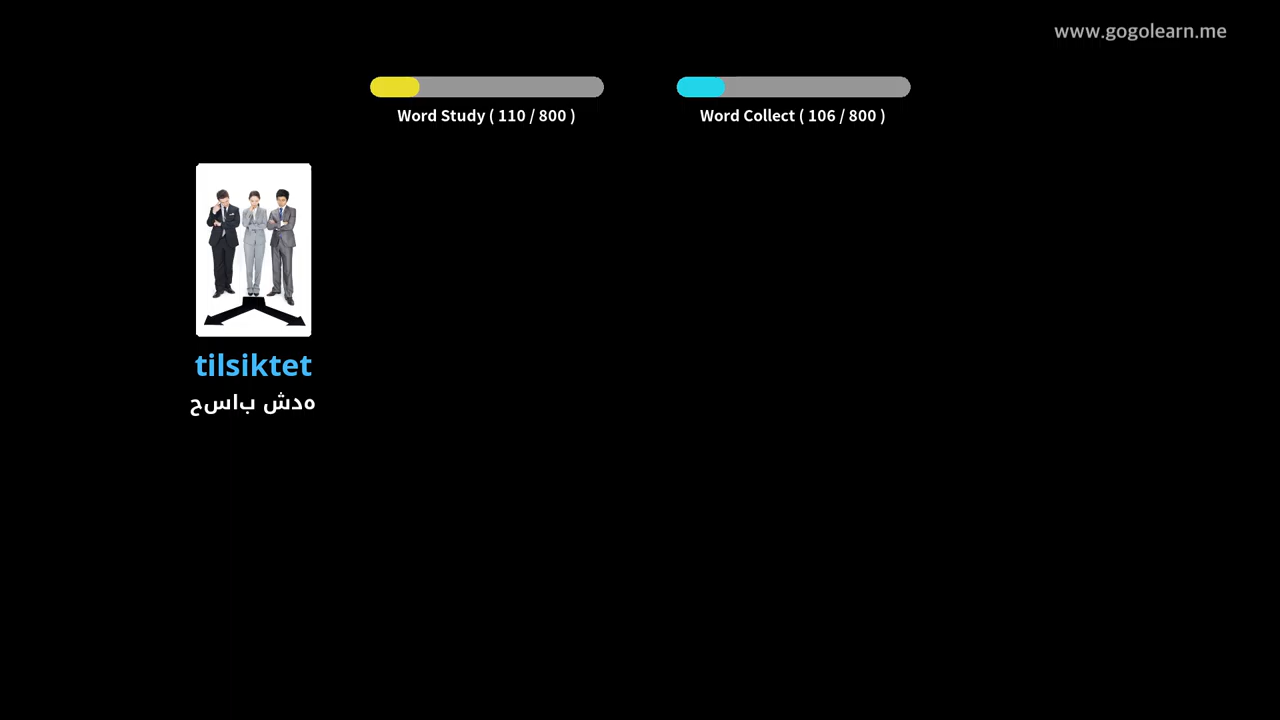 www.gogolearn.me
Word Study ( 110 / 800 )
Word Collect ( 106 / 800 )
tilsiktet
حساب شده